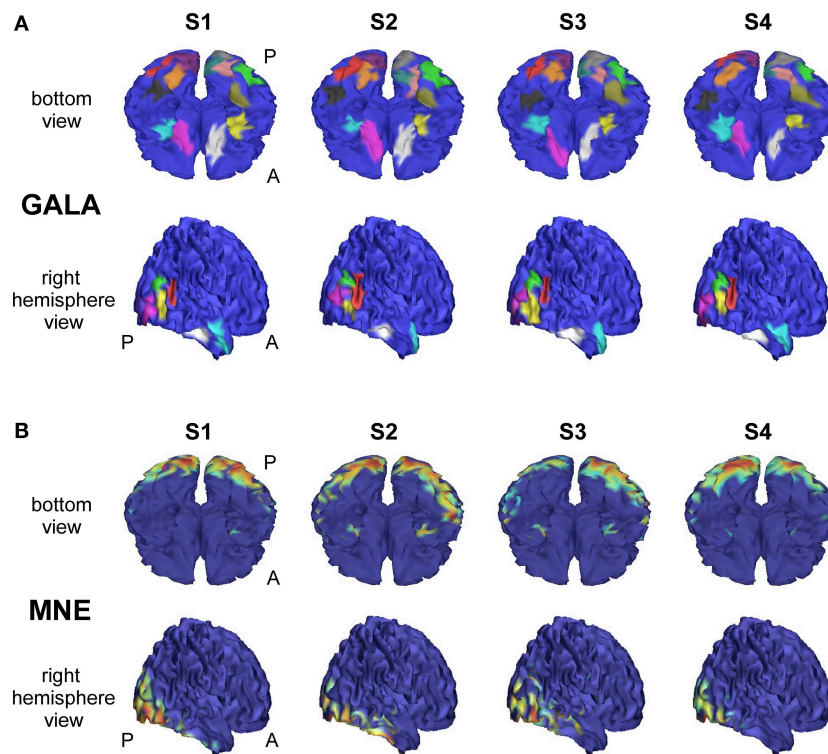 A
S1 S2 S3 S4
P
bottom
view
A
GALA
right
hemisphere
view
P A
B
S1 S2 S3 S4
P
bottom
view
A
MNE
right
hemisphere
view
P A